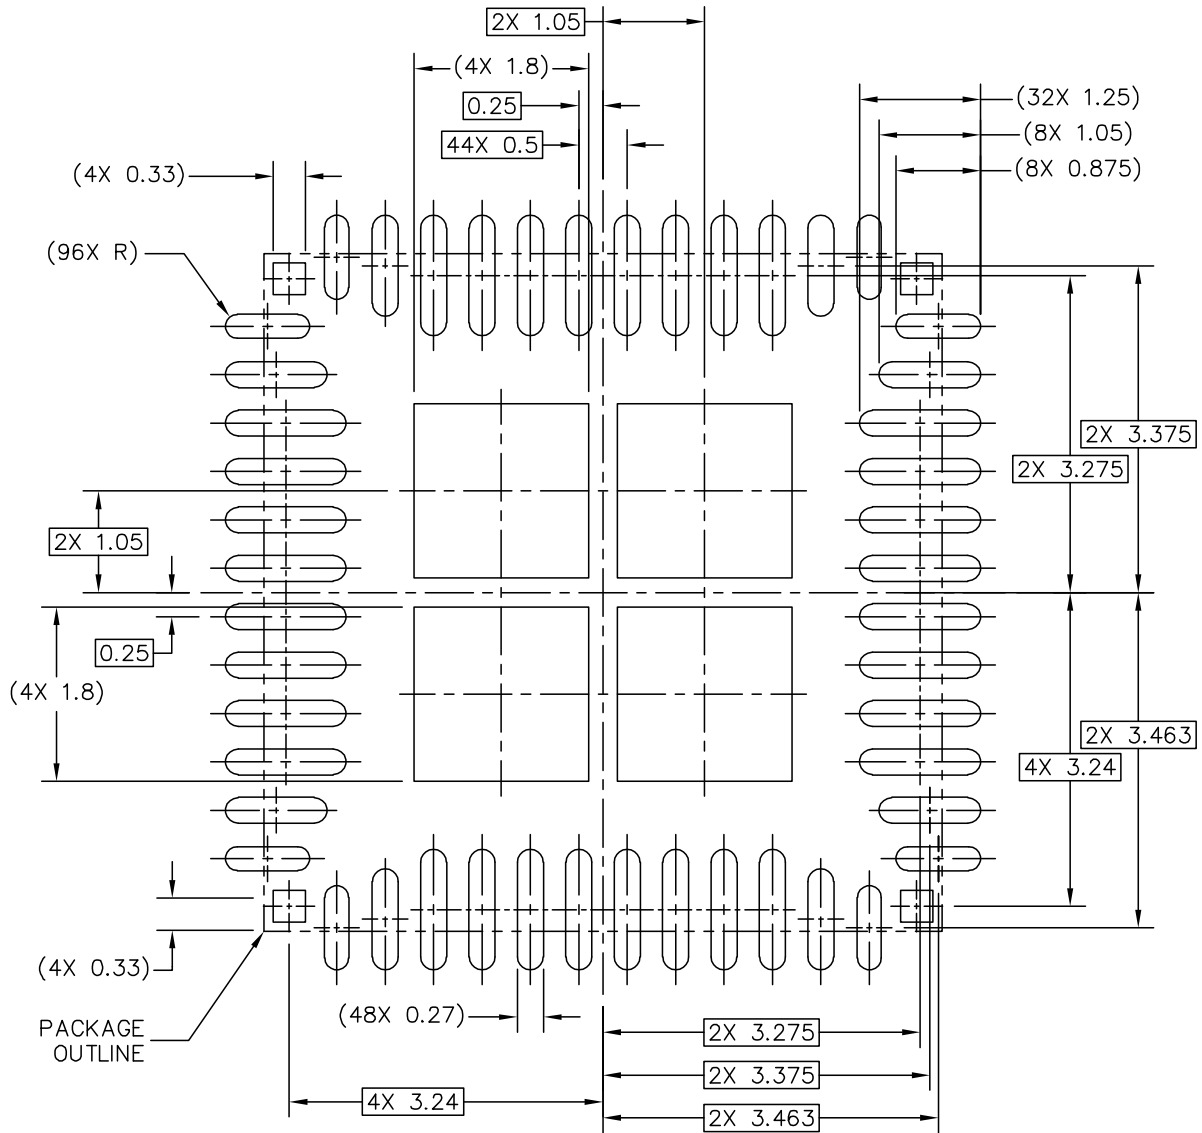 2X 1.05
(4X 1.8)
0.25
(32X 1.25)
(8X 1.05)
44X 0.5
(8X 0.875)
(4X 0.33)
(96X R)
2X 3.375
2X 3.275
2X 1.05
0.25
(4X 1.8)
2X 3.463
4X 3.24
(4X 0.33)
(48X 0.27)
PACKAGE
OUTLINE
2X 3.275
2X 3.375
4X 3.24
2X 3.463